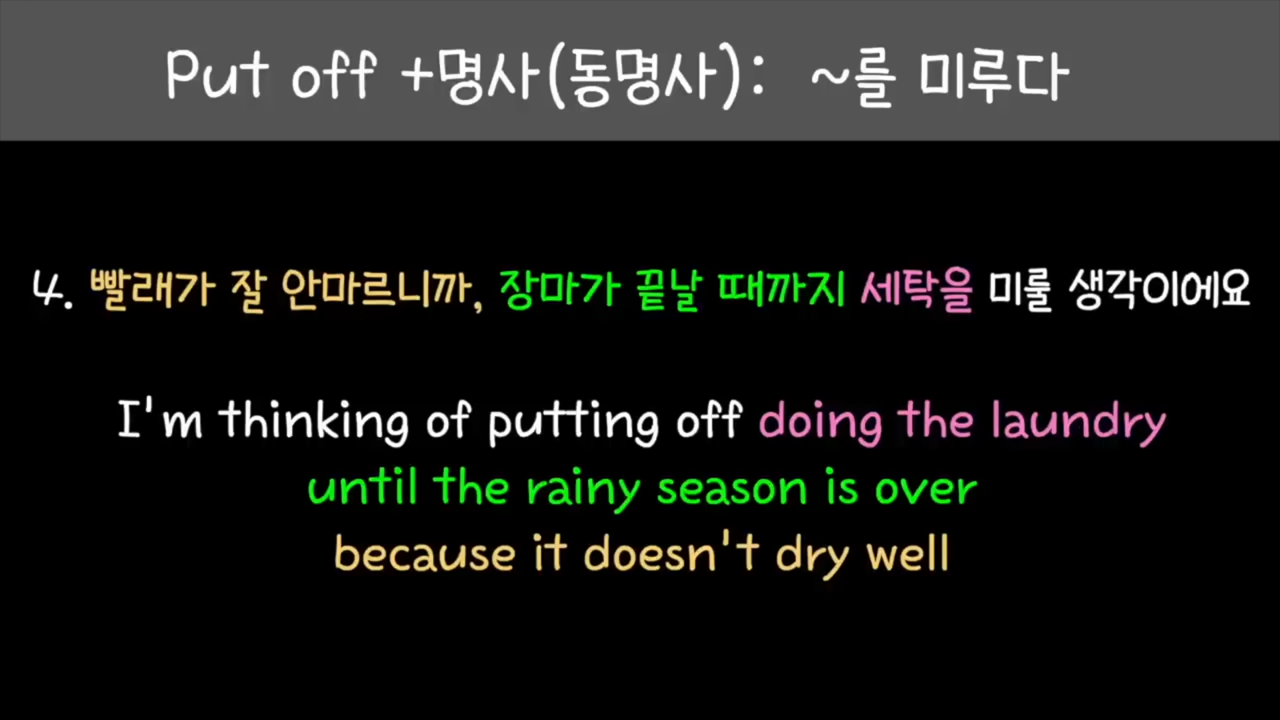 Put off +명사(동명사):  ~를 미루다
4. 빨래가 잘 안마르니까, 장마가 끝날 때까지 세탁을 미룰 생각이에요
I'm thinking of putting off doing the laundry
until the rainy season is over
because it doesn't dry well